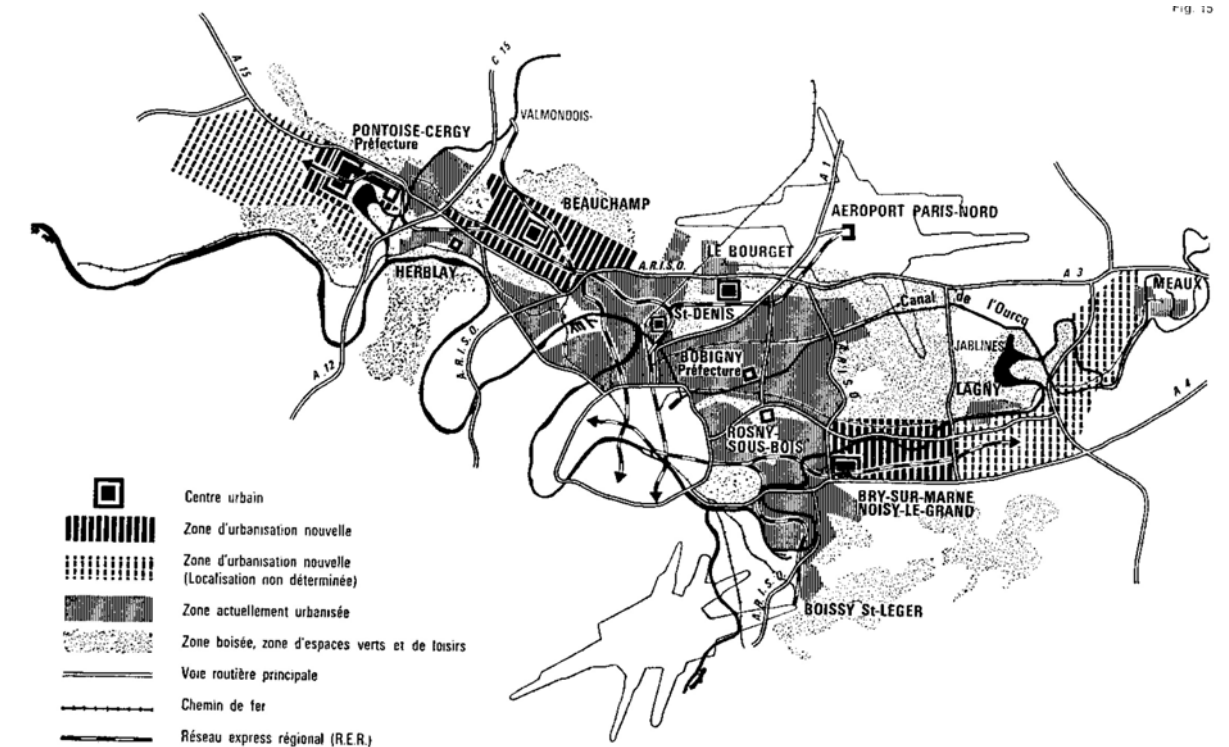 Fig. 15
A 15
C 15
VALMONDOIS-
PONTOISE-CERGY
Préfecture
BEAUCHAMP
A 1
AEROPORT PARIS-NORD
LE BOURGET
HERBLAY
A.R.I.S.O.
A 3
MEAUX
Canal de l'Ourcq
St-DENIS
A.R.I.S.O.
BOBIGNY
Préfecture
A.R.I.S.O.
JABLINES
LAGNY
A 12
A 4
ROSNY-
SOUS-BOIS
BRY-SUR-MARNE
NOISY-LE-GRAND
A.R.I.S.O.
BOISSY St-LEGER
Centre urbain
Zone d'urbanisation nouvelle
Zone d'urbanisation nouvelle
(Localisation non déterminée)
Zone actuellement urbanisée
Zone boisée, zone d'espaces verts et de loisirs
Voie routière principale
Chemin de fer
Réseau express régional (R.E.R.)